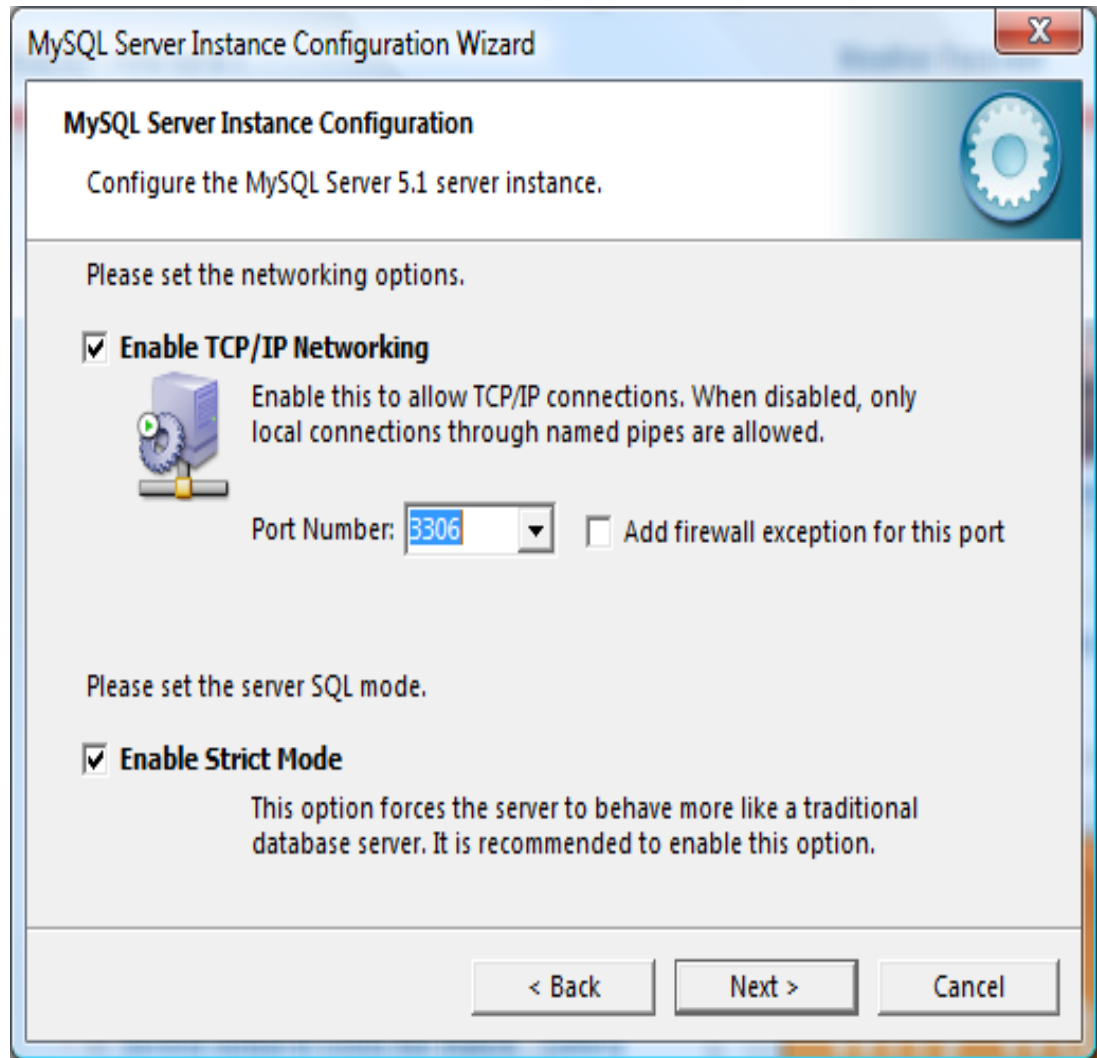 MySQL Server Instance Configuration Wizard
X
MySQL Server Instance Configuration
Configure the MySQL Server 5.1 server instance.
Please set the networking options.
Enable TCP/IP Networking
Enable this to allow TCP/IP connections. When disabled, only
local connections through named pipes are allowed.
Port Number: 3306 Add firewall exception for this port
Please set the server SQL mode.
Enable Strict Mode
This option forces the server to behave more like a traditional
database server. It is recommended to enable this option.
< Back Next > Cancel